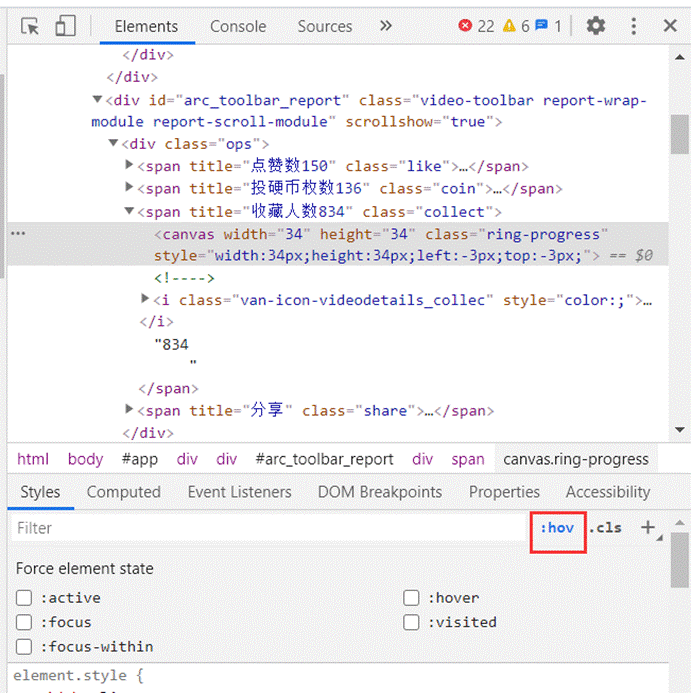 Elements Console Sources » 22 6 1
</div>
</div>
<div id="arc_toolbar_report" class="video-toolbar report-wrap-
module report-scroll-module" scrollshow="true">
<div class="ops">
<span title="点赞数150" class="like">…</span>
<span title="投硬币枚数136" class="coin">…</span>
<span title="收藏人数834" class="collect">
<canvas width="34" height="34" class="ring-progress"
style="width:34px;height:34px;left:-3px;top:-3px;"> == $0
<!---->
<i class="van-icon-videodetails_collec" style="color:;">…
</i>
"834
"
</span>
<span title="分享" class="share">…</span>
</div>
html body #app div div #arc_toolbar_report div span canvas.ring-progress
Styles Computed Event Listeners DOM Breakpoints Properties Accessibility
Filter :hov .cls +
Force element state
:active :hover
:focus :visited
:focus-within
element.style {